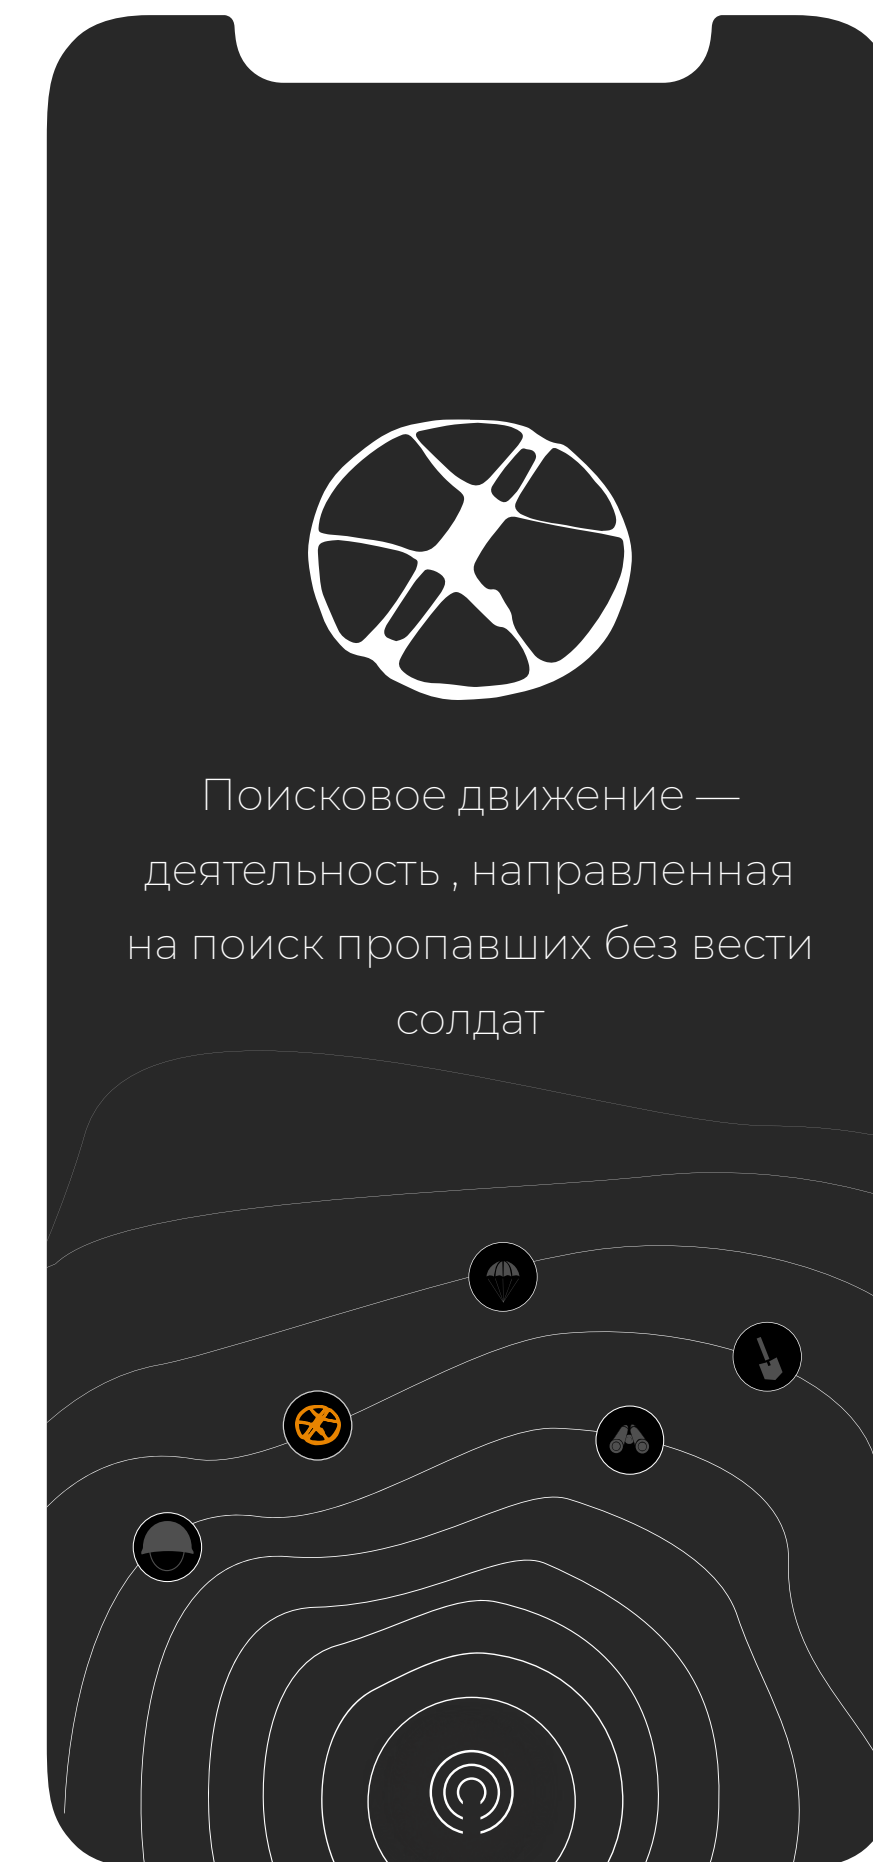 Поисковое движение —
деятельность , направленная
на поиск пропавших без вести
солдат